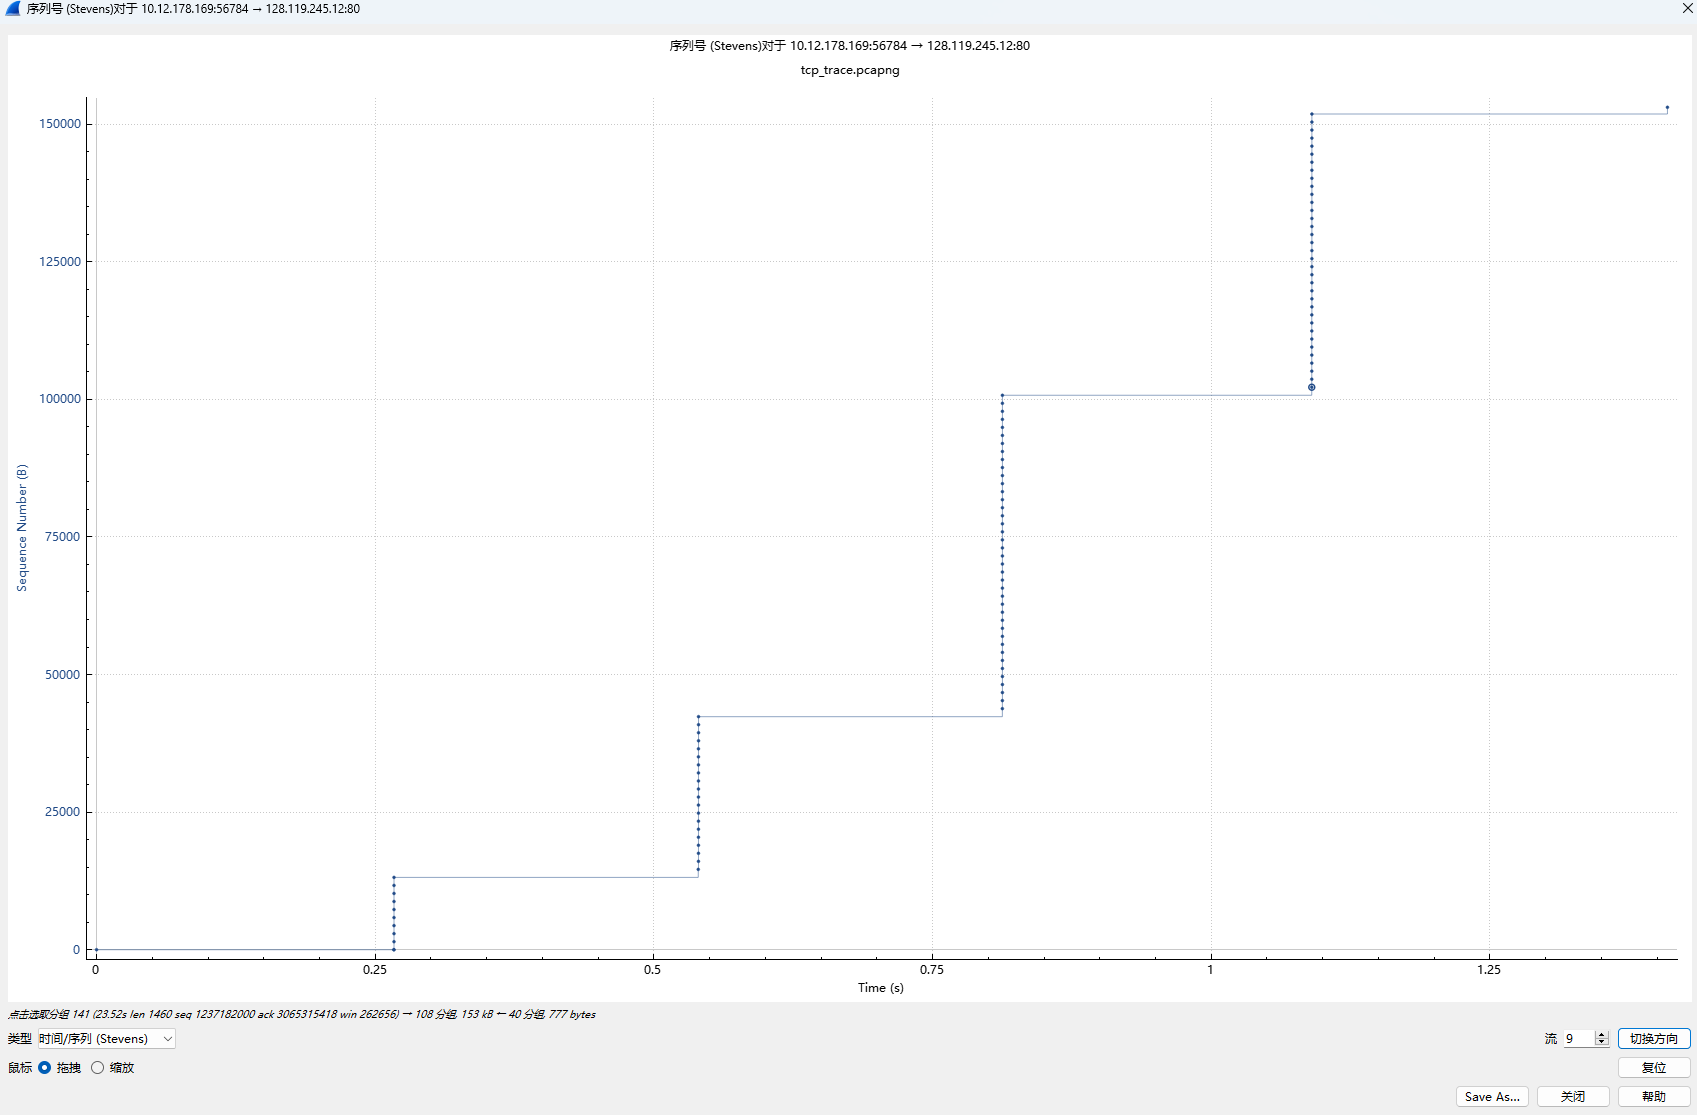 序列号 (Stevens)对于 10.12.178.169:56784 → 128.119.245.12:80
序列号 (Stevens)对于 10.12.178.169:56784 → 128.119.245.12:80
tcp_trace.pcapng
150000
125000
100000
75000
50000
25000
0
Sequence Number (B)
0 0.25 0.5 0.75 1 1.25
Time (s)
点击选取分组 141 (23.52s len 1460 seq 1237182000 ack 3065315418 win 262656) → 108 分组, 153 kB ← 40 分组, 777 bytes
类型 时间/序列 (Stevens) 流 9 切换方向
鼠标 拖拽 缩放 复位
Save As... 关闭 帮助